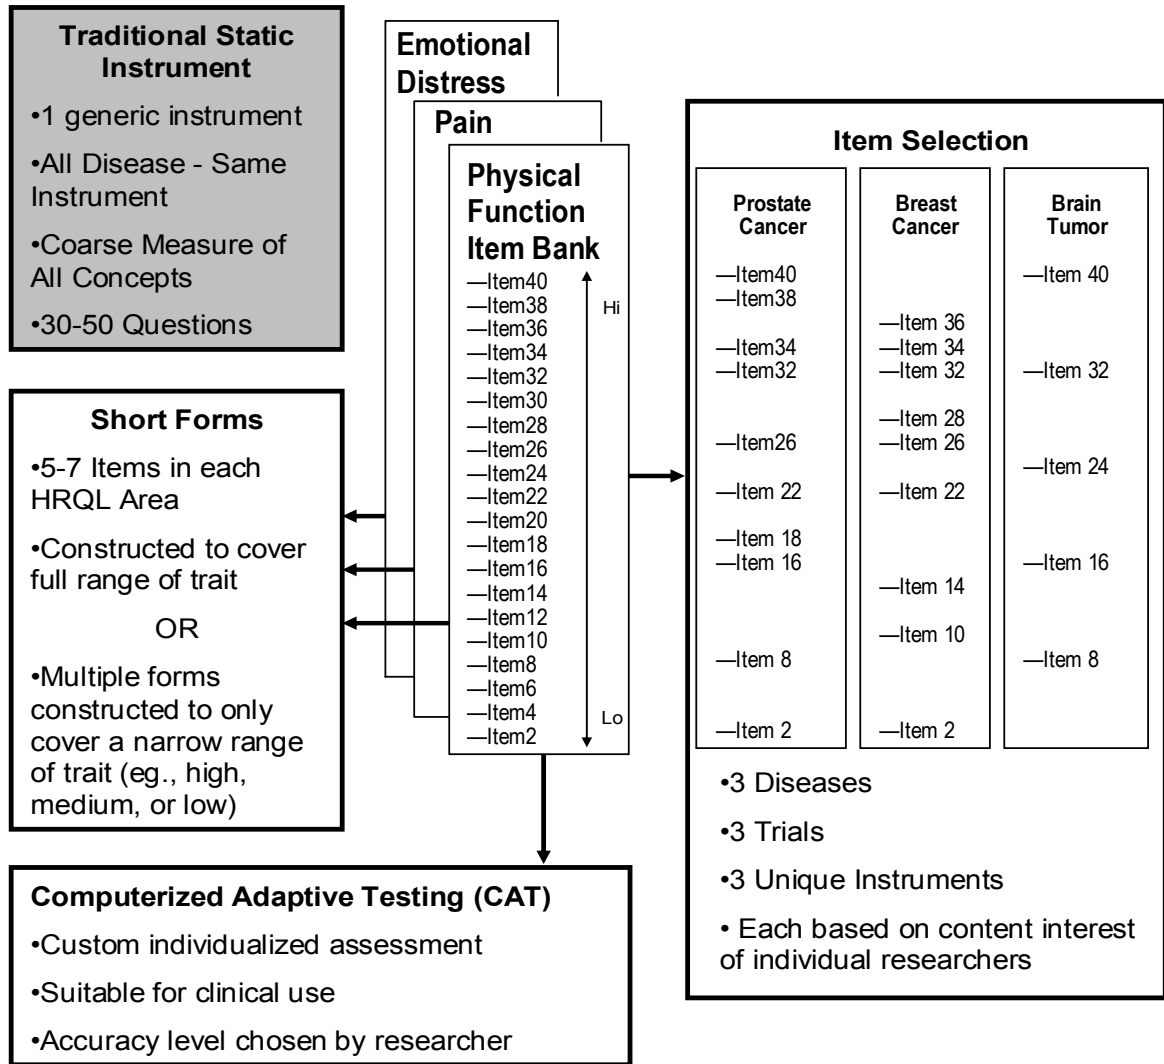 Traditional Static
Instrument
•1 generic instrument
•All Disease - Same
Instrument
•Coarse Measure of
All Concepts
•30-50 Questions
Short Forms
•5-7 Items in each
HRQL Area
•Constructed to cover
full range of trait
OR
•Multiple forms
constructed to only
cover a narrow range
of trait (eg., high,
medium, or low)
Emotional
Distress
Pain
Physical
Function
Item Bank
—Item40
—Item38
—Item36
—Item34
—Item32
—Item30
—Item28
—Item26
—Item24
—Item22
—Item20
—Item18
—Item16
—Item14
—Item12
—Item10
—Item8
—Item6
—Item4
—Item2
Hi
Lo
Item Selection
Prostate
Cancer
—Item40
—Item38
—Item34
—Item32
—Item26
—Item 22
—Item 18
—Item 16
—Item 8
—Item 2
Breast
Cancer
—Item 36
—Item 34
—Item 32
—Item 28
—Item 26
—Item 22
—Item 14
—Item 10
—Item 2
Brain
Tumor
—Item 40
—Item 32
—Item 24
—Item 16
—Item 8
•3 Diseases
•3 Trials
•3 Unique Instruments
• Each based on content interest
of individual researchers
Computerized Adaptive Testing (CAT)
•Custom individualized assessment
•Suitable for clinical use
•Accuracy level chosen by researcher